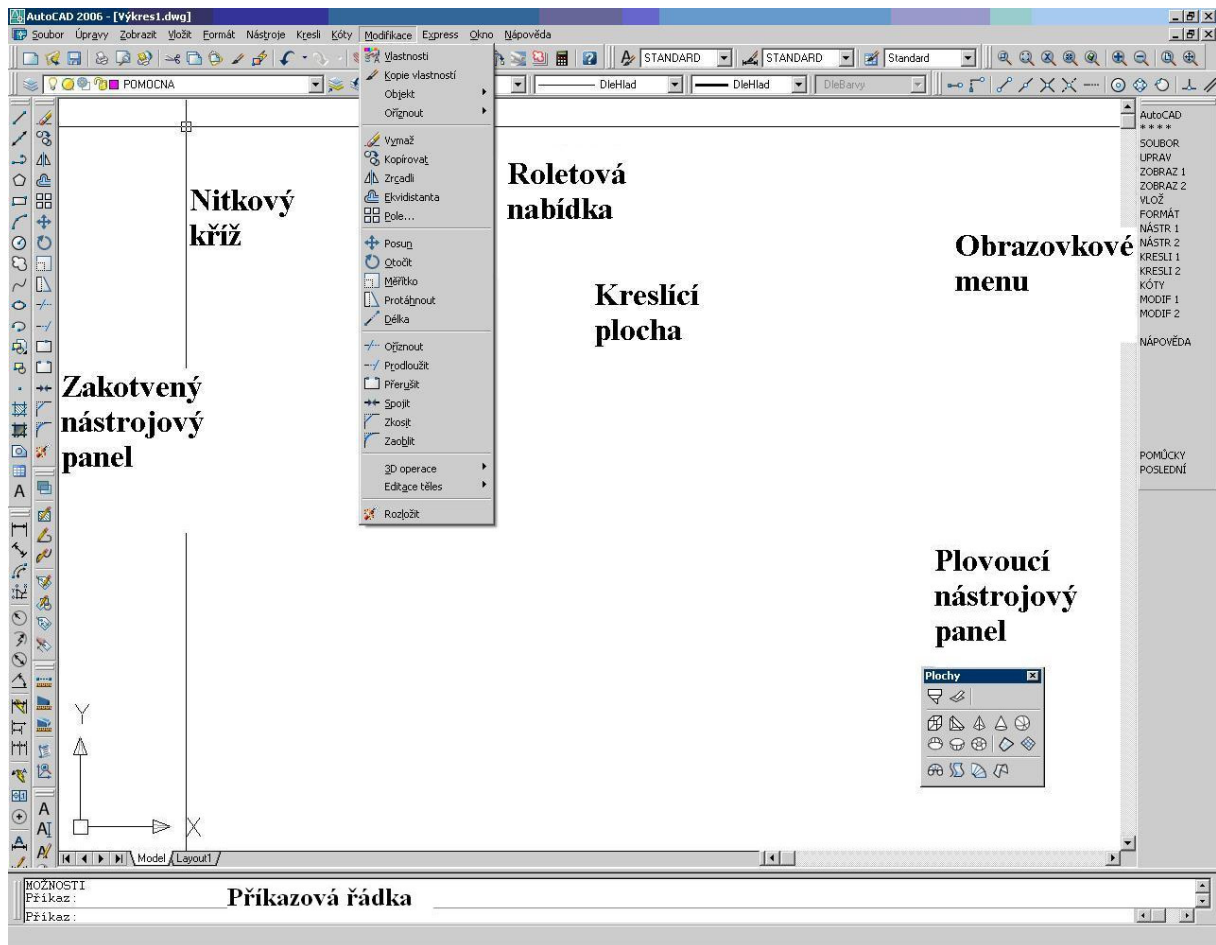 AutoCAD 2006 - [Výkres1.dwg]
Soubor Úpravy Zobrazit Vložit Formát Nástroje Kresli Kóty Modifikace Express Okno Nápověda
STANDARD STANDARD Standard
POMOCNA DleHlad DleHlad DleBarvy
Vlastnosti
Kopie vlastností
Objekt
Oříznout
Vymaž
Kopírovat
Zrcadli
Ekvidistanta
Pole...
Posun
Otočit
Měřítko
Protáhnout
Délka
Oříznout
Prodloužit
Přerušit
Spojit
Zkosit
Zaoblit
3D operace
Editace těles
Rozložit
Nitkový
kříž
Roletová
nabídka
Kreslící
plocha
Obrazovkové
menu
Zakotvený
nástrojový
panel
Plovoucí
nástrojový
panel
Plochy
AutoCAD
* * * *
SOUBOR
UPRAV
ZOBRAZ 1
ZOBRAZ 2
VLOŽ
FORMÁT
NÁSTR 1
NÁSTR 2
KRESLI 1
KRESLI 2
KÓTY
MODIF 1
MODIF 2
NÁPOVĚDA
POMŮCKY
POSLEDNÍ
Y
X
Model Layout1
MOŽNOSTI
Příkaz:
Příkazová řádka
Příkaz: